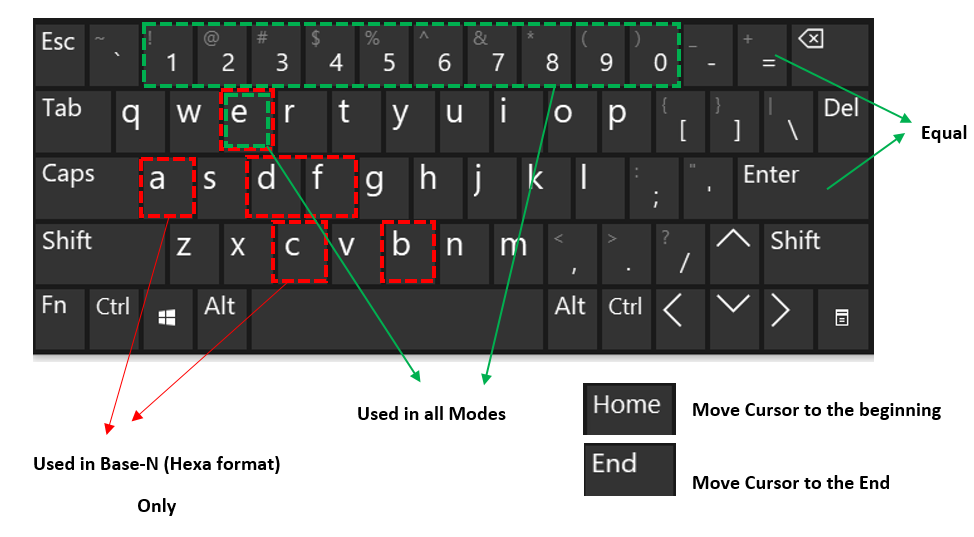 Esc ~ ` ! 1 @ 2 # 3 $ 4 % 5 ^ 6 & 7 * 8 ( 9 ) 0 _ - + =
Tab q w e r t y u i o p { [ } ] | \ Del
Equal
Caps a s d f g h j k l : ; " ' Enter
Shift z x c v b n m < , > . ? / Shift
Fn Ctrl Alt Alt Ctrl
Used in all Modes
Home Move Cursor to the beginning
Used in Base-N (Hexa format)
Only
End Move Cursor to the End